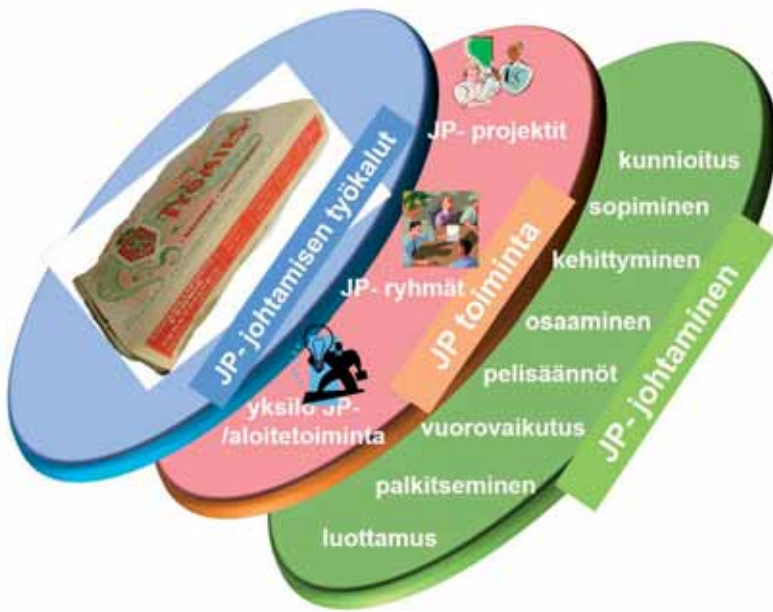 TYÖMIES
JP- johtamisen työkalut
JP- projektit
JP- ryhmät
yksilö JP-
/aloitetoiminta
JP toiminta
kunnioitus
sopiminen
kehittyminen
osaaminen
pelisäännöt
vuorovaikutus
palkitseminen
luottamus
JP- johtaminen